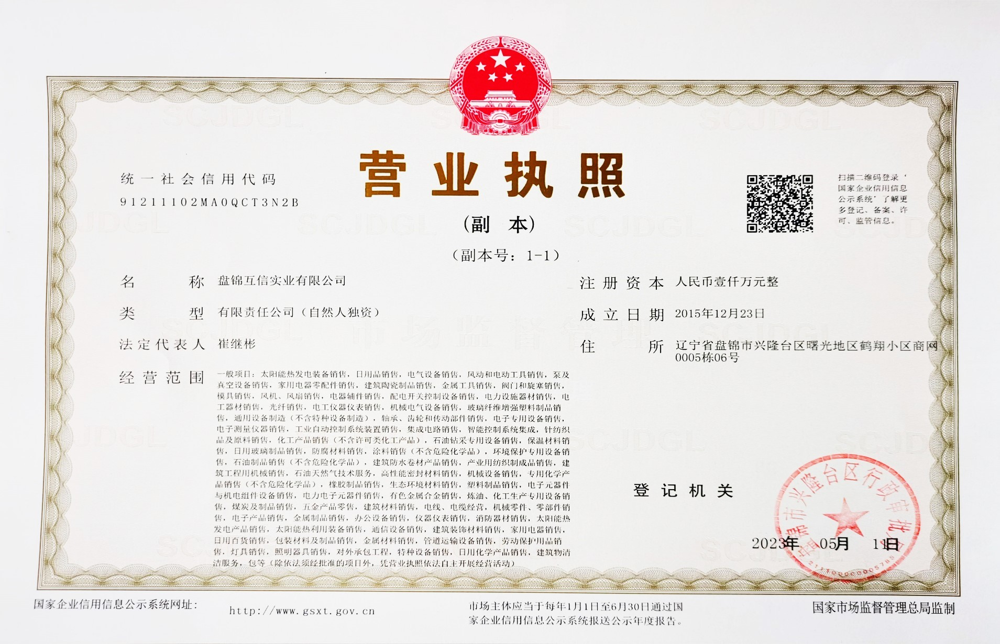 营业执照
(副 本)
（副本号：1-1）
统一社会信用代码
91211102MA0QCT3N2B
扫描二维码登录‘
国家企业信用信息
公示系统’了解更
多登记、备案、许
可、监管信息。
名 称 盘锦互信实业有限公司
类 型 有限责任公司（自然人独资）
法定代表人 崔继彬
经营范围 一般项目：太阳能热发电装备销售，日用品销售，电气设备销售，风动和电动工具销售，泵及
真空设备销售，家用电器零配件销售，建筑陶瓷制品销售，金属工具销售，阀门和旋塞销售，
模具销售，风机、风扇销售，电器辅件销售，配电开关控制设备销售，电力设施器材销售，电
工器材销售，光纤销售，电工仪器仪表销售，机械电气设备销售，玻璃纤维增强塑料制品销
售，通用设备制造（不含特种设备制造），轴承、齿轮和传动部件销售，电子专用设备销售，
电子测量仪器销售，工业自动控制系统装置销售，集成电路销售，智能控制系统集成，针纺织
品及原料销售，化工产品销售（不含许可类化工产品），石油钻采专用设备销售，保温材料销
售，日用玻璃制品销售，防腐材料销售，涂料销售（不含危险化学品），环境保护专用设备销
售，石油制品销售（不含危险化学品），建筑防水卷材产品销售，产业用纺织制成品销售，建
筑工程用机械销售，石油天然气技术服务，高性能密封材料销售，机械设备销售，专用化学产
品销售（不含危险化学品），橡胶制品销售，生态环境材料销售，塑料制品销售，电子元器件
与机电组件设备销售，电力电子元器件销售，有色金属合金销售，炼油、化工生产专用设备销
售，煤炭及制品销售，五金产品零售，建筑材料销售，电线、电缆经营，机械零件、零部件销
售，电子产品销售，金属制品销售，办公设备销售，仪器仪表销售，消防器材销售，太阳能热
发电产品销售，太阳能热利用装备销售，通信设备销售，建筑装饰材料销售，家用电器销售，
日用百货销售，包装材料及制品销售，金属材料销售，管道运输设备销售，劳动保护用品销
售，灯具销售，照明器具销售，对外承包工程，特种设备销售，日用化学产品销售，建筑物清
洁服务，包等（除依法须经批准的项目外，凭营业执照依法自主开展经营活动）
注册资本 人民币壹仟万元整
成立日期 2015年12月23日
住 所 辽宁省盘锦市兴隆台区曙光地区鹤翔小区商网
0005栋06号
登记机关
盘锦市兴隆台区行政审批局
2023年 05月 11日
国家企业信用信息公示系统网址：
http://www.gsxt.gov.cn
市场主体应当于每年1月1日至6月30日通过国
家企业信用信息公示系统报送公示年度报告。
国家市场监督管理总局监制